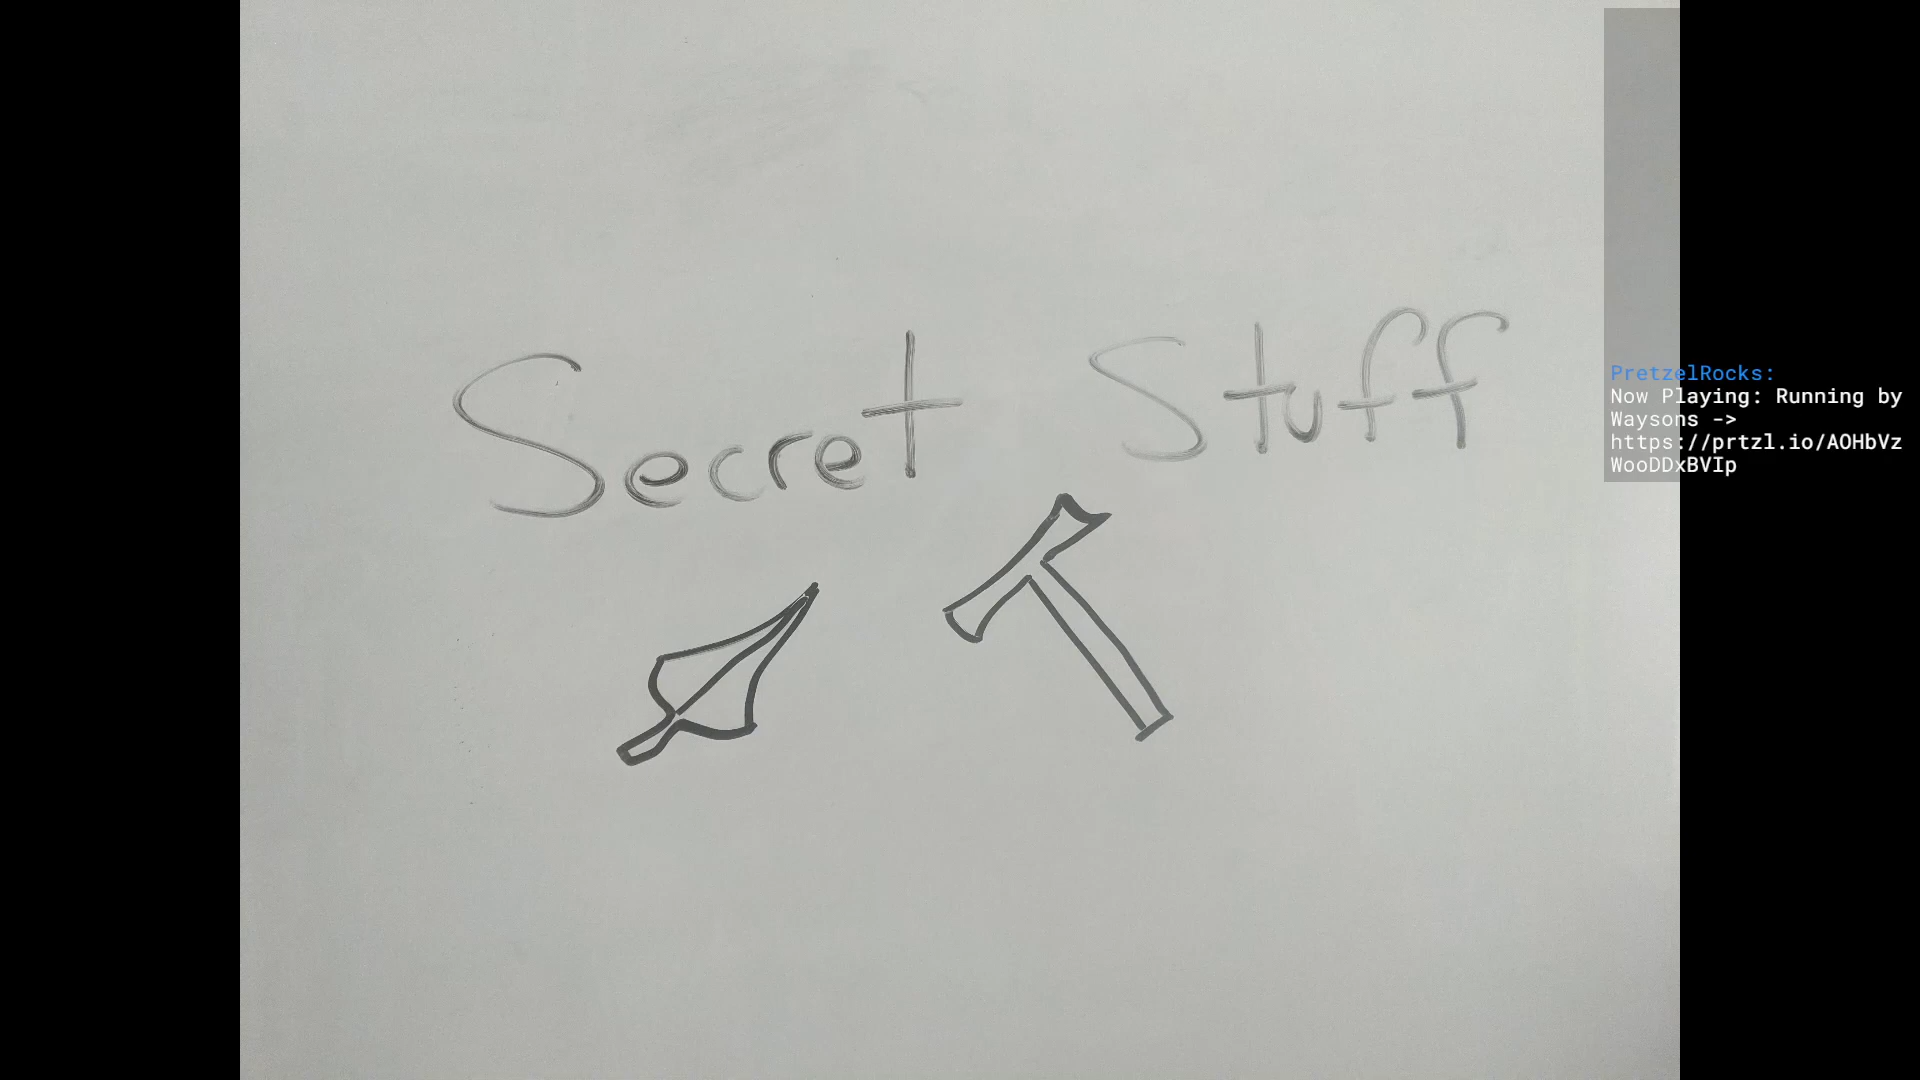 Secret Stuff
PretzelRocks:
Now Playing: Running by
Waysons ->
https://prtzl.io/AOHbVz
WooDDxBVIp